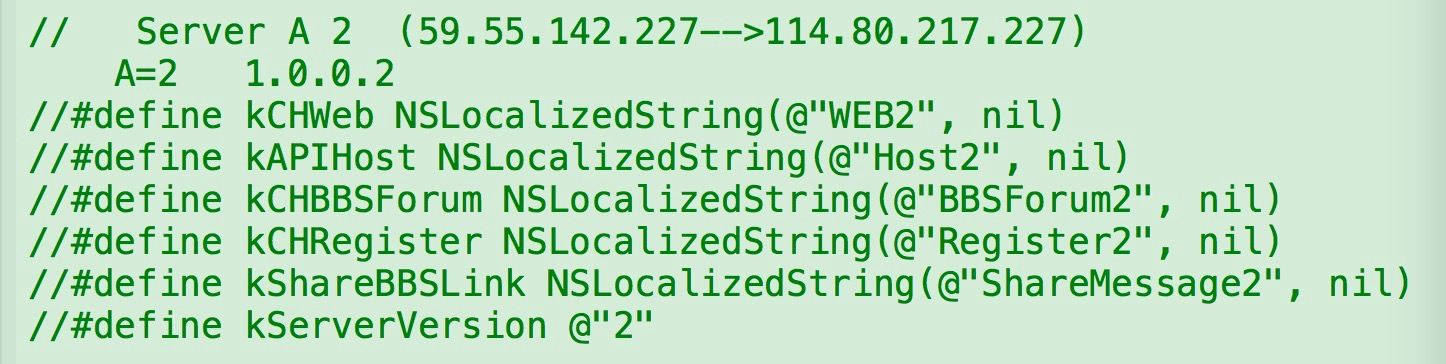 //   Server A 2  (59.55.142.227-->114.80.217.227)
    A=2   1.0.0.2
//#define kCHWeb NSLocalizedString(@"WEB2", nil)
//#define kAPIHost NSLocalizedString(@"Host2", nil)
//#define kCHBBSForum NSLocalizedString(@"BBSForum2", nil)
//#define kCHRegister NSLocalizedString(@"Register2", nil)
//#define kShareBBSLink NSLocalizedString(@"ShareMessage2", nil)
//#define kServerVersion @"2"